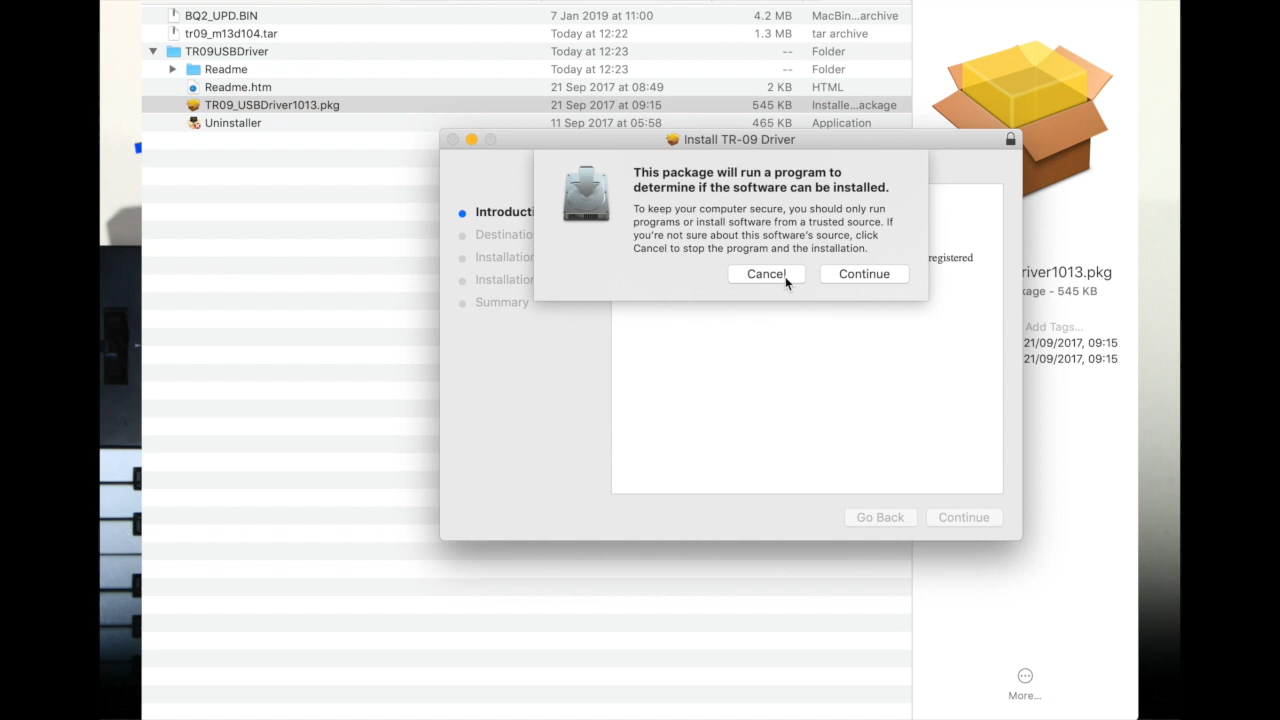 BQ2_UPD.BIN 7 Jan 2019 at 11:00 4.2 MB MacBin...archive
tr09_m13d104.tar Today at 12:22 1.3 MB tar archive
TR09USBDriver Today at 12:23 -- Folder
Readme Today at 12:23 -- Folder
Readme.htm 21 Sep 2017 at 08:49 2 KB HTML
TR09_USBDriver1013.pkg 21 Sep 2017 at 09:15 545 KB Installe...ackage
Uninstaller 11 Sep 2017 at 05:58 465 KB Application
Install TR-09 Driver
This package will run a program to
determine if the software can be installed.
To keep your computer secure, you should only run
programs or install software from a trusted source. If
you're not sure about this software's source, click
Cancel to stop the program and the installation.
Cancel Continue
Introducti
Destinatio
Installation
Installation
Summary
registered
Go Back Continue
river1013.pkg
kage - 545 KB
Add Tags...
21/09/2017, 09:15
21/09/2017, 09:15
More...